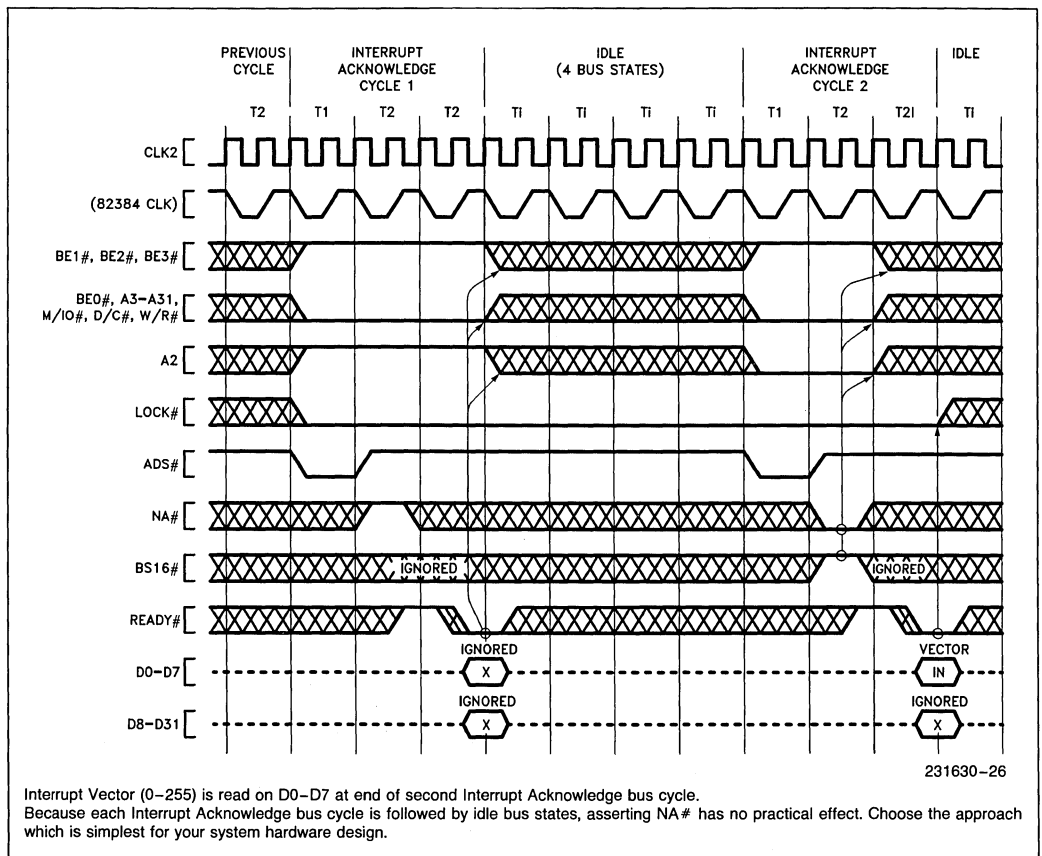 PREVIOUS CYCLE
INTERRUPT ACKNOWLEDGE CYCLE 1
IDLE (4 BUS STATES)
INTERRUPT ACKNOWLEDGE CYCLE 2
IDLE
T2 T1 T2 T2 Ti Ti Ti Ti T1 T2 T2I Ti
CLK2
(82384 CLK)
BE1#, BE2#, BE3#
BE0#, A3-A31,
M/IO#, D/C#, W/R#
A2
LOCK#
ADS#
NA#
BS16# IGNORED IGNORED
READY#
IGNORED VECTOR
D0-D7 X IN
IGNORED IGNORED
D8-D31 X X
231630-26
Interrupt Vector (0-255) is read on D0-D7 at end of second Interrupt Acknowledge bus cycle.
Because each Interrupt Acknowledge bus cycle is followed by idle bus states, asserting NA# has no practical effect. Choose the approach
which is simplest for your system hardware design.